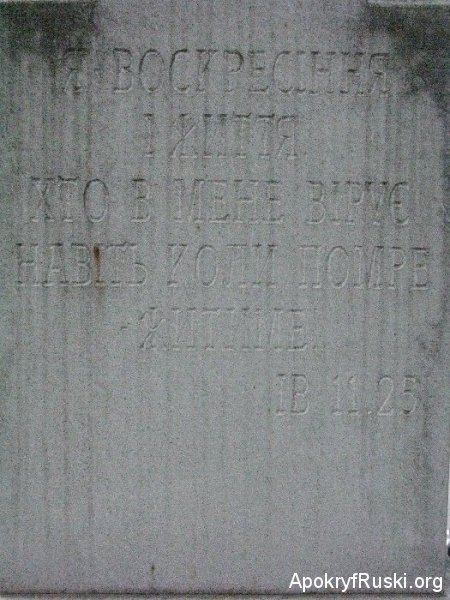 Я ВОСКРЕСІННЯ
І ЖИТТЯ
ХТО В МЕНЕ ВІРУЄ
НАВІТЬ КОЛИ ПОМРЕ
-ЖИТИМЕ!
ІВ 11.25
ApokryfRuski.org